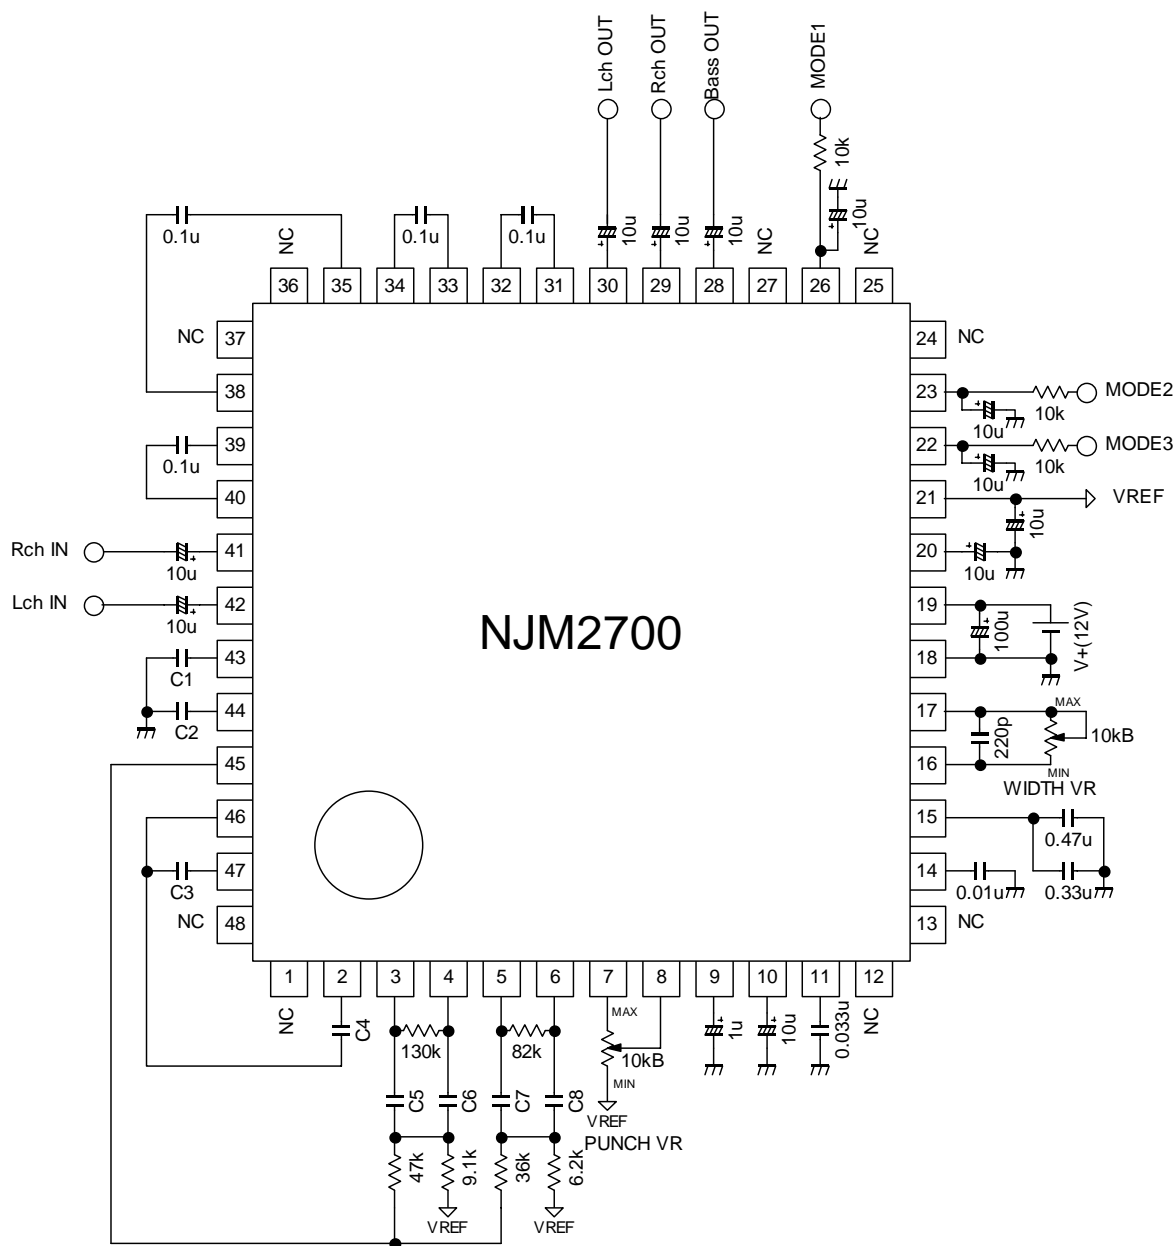 Lch OUT
Rch OUT
Bass OUT
MODE1
10k
10u
10u
10u
10u
0.1u
0.1u
0.1u
NC
NC
NC
36
35
34
33
32
31
30
29
28
27
26
25
NC
37
24
NC
38
23
MODE2
10k
10u
39
0.1u
22
MODE3
10k
10u
40
21
VREF
10u
Rch IN
10u
41
20
10u
Lch IN
10u
42
19
100u
V+(12V)
NJM2700
43
C1
18
44
C2
17
MAX
220p
10kB
45
16
MIN
WIDTH VR
46
15
0.47u
47
C3
14
0.01u
0.33u
NC
48
13
NC
1
2
3
4
5
6
7
8
9
10
11
12
NC
C4
130k
82k
MAX
10kB
MIN
1u
10u
0.033u
NC
C5
C6
C7
C8
VREF
PUNCH VR
47k
9.1k
36k
6.2k
VREF
VREF